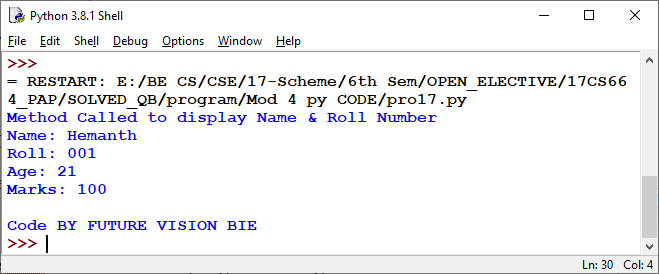 Python 3.8.1 Shell
File Edit Shell Debug Options Window Help
>>>
= RESTART: E:/BE CS/CSE/17-Scheme/6th Sem/OPEN_ELECTIVE/17CS66
4_PAP/SOLVED_QB/program/Mod 4 py CODE/pro17.py
Method Called to display Name & Roll Number
Name: Hemanth
Roll: 001
Age: 21
Marks: 100
Code BY FUTURE VISION BIE
>>>
Ln: 30 Col: 4